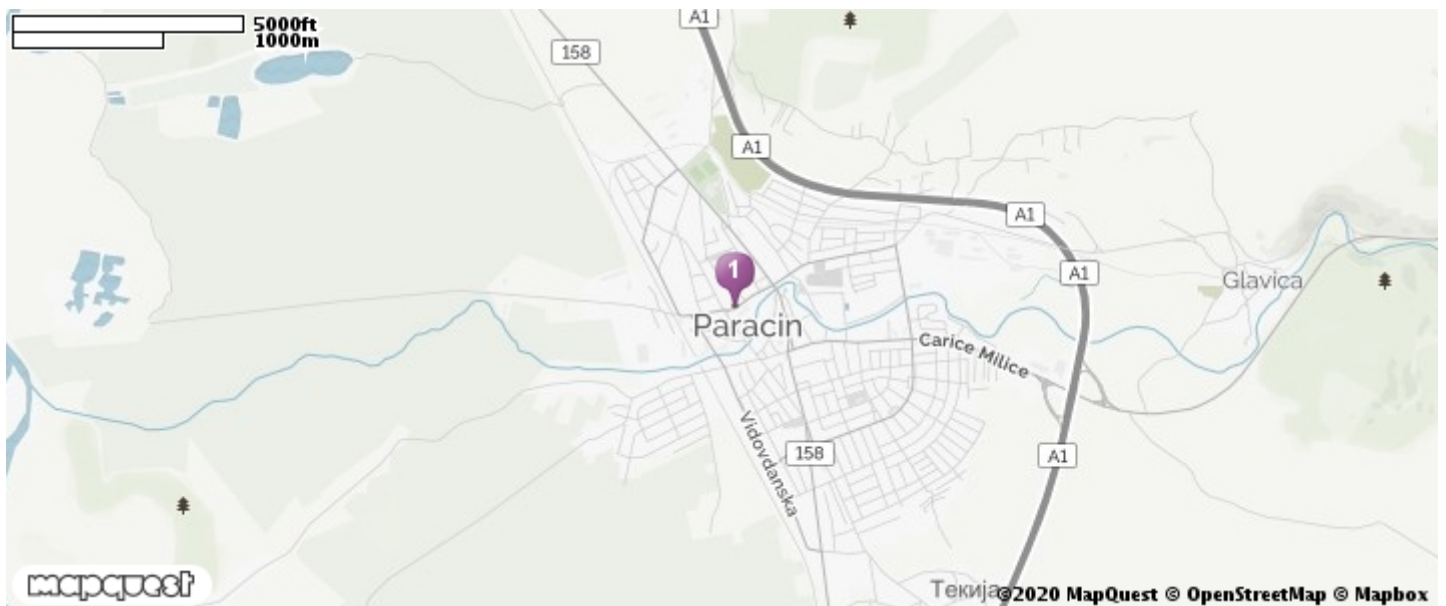 5000ft
1000m
A1
158
A1
A1
A1
Glavica
1
Paracin
Carice Milice
Vidovdanska
158
A1
mapquest
Текија
©2020 MapQuest © OpenStreetMap © Mapbox